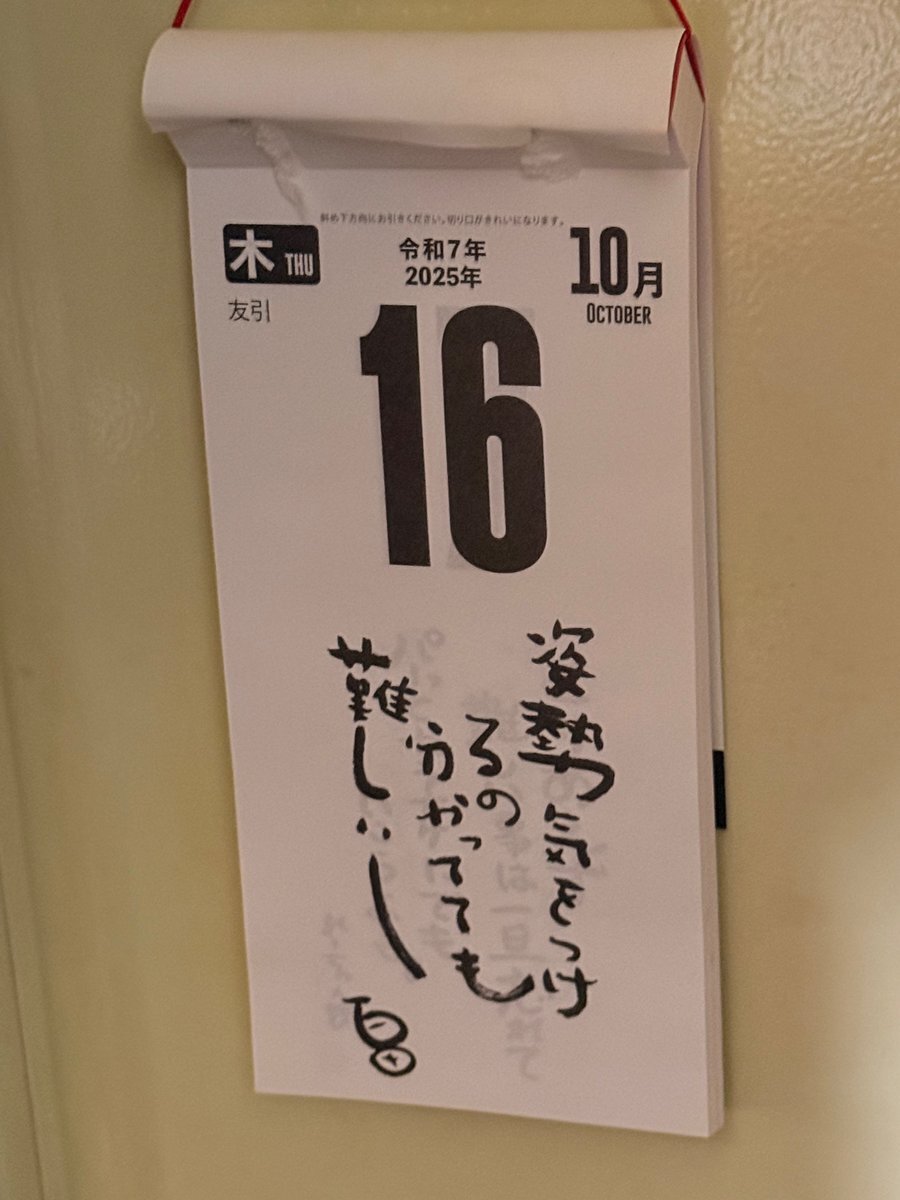 斜め下方向にお引きください。切り口がきれいになります。
木 THU
令和7年
2025年
10月
OCTOBER
友引
16
姿勢気をつけ
るの
分かってても
難しい